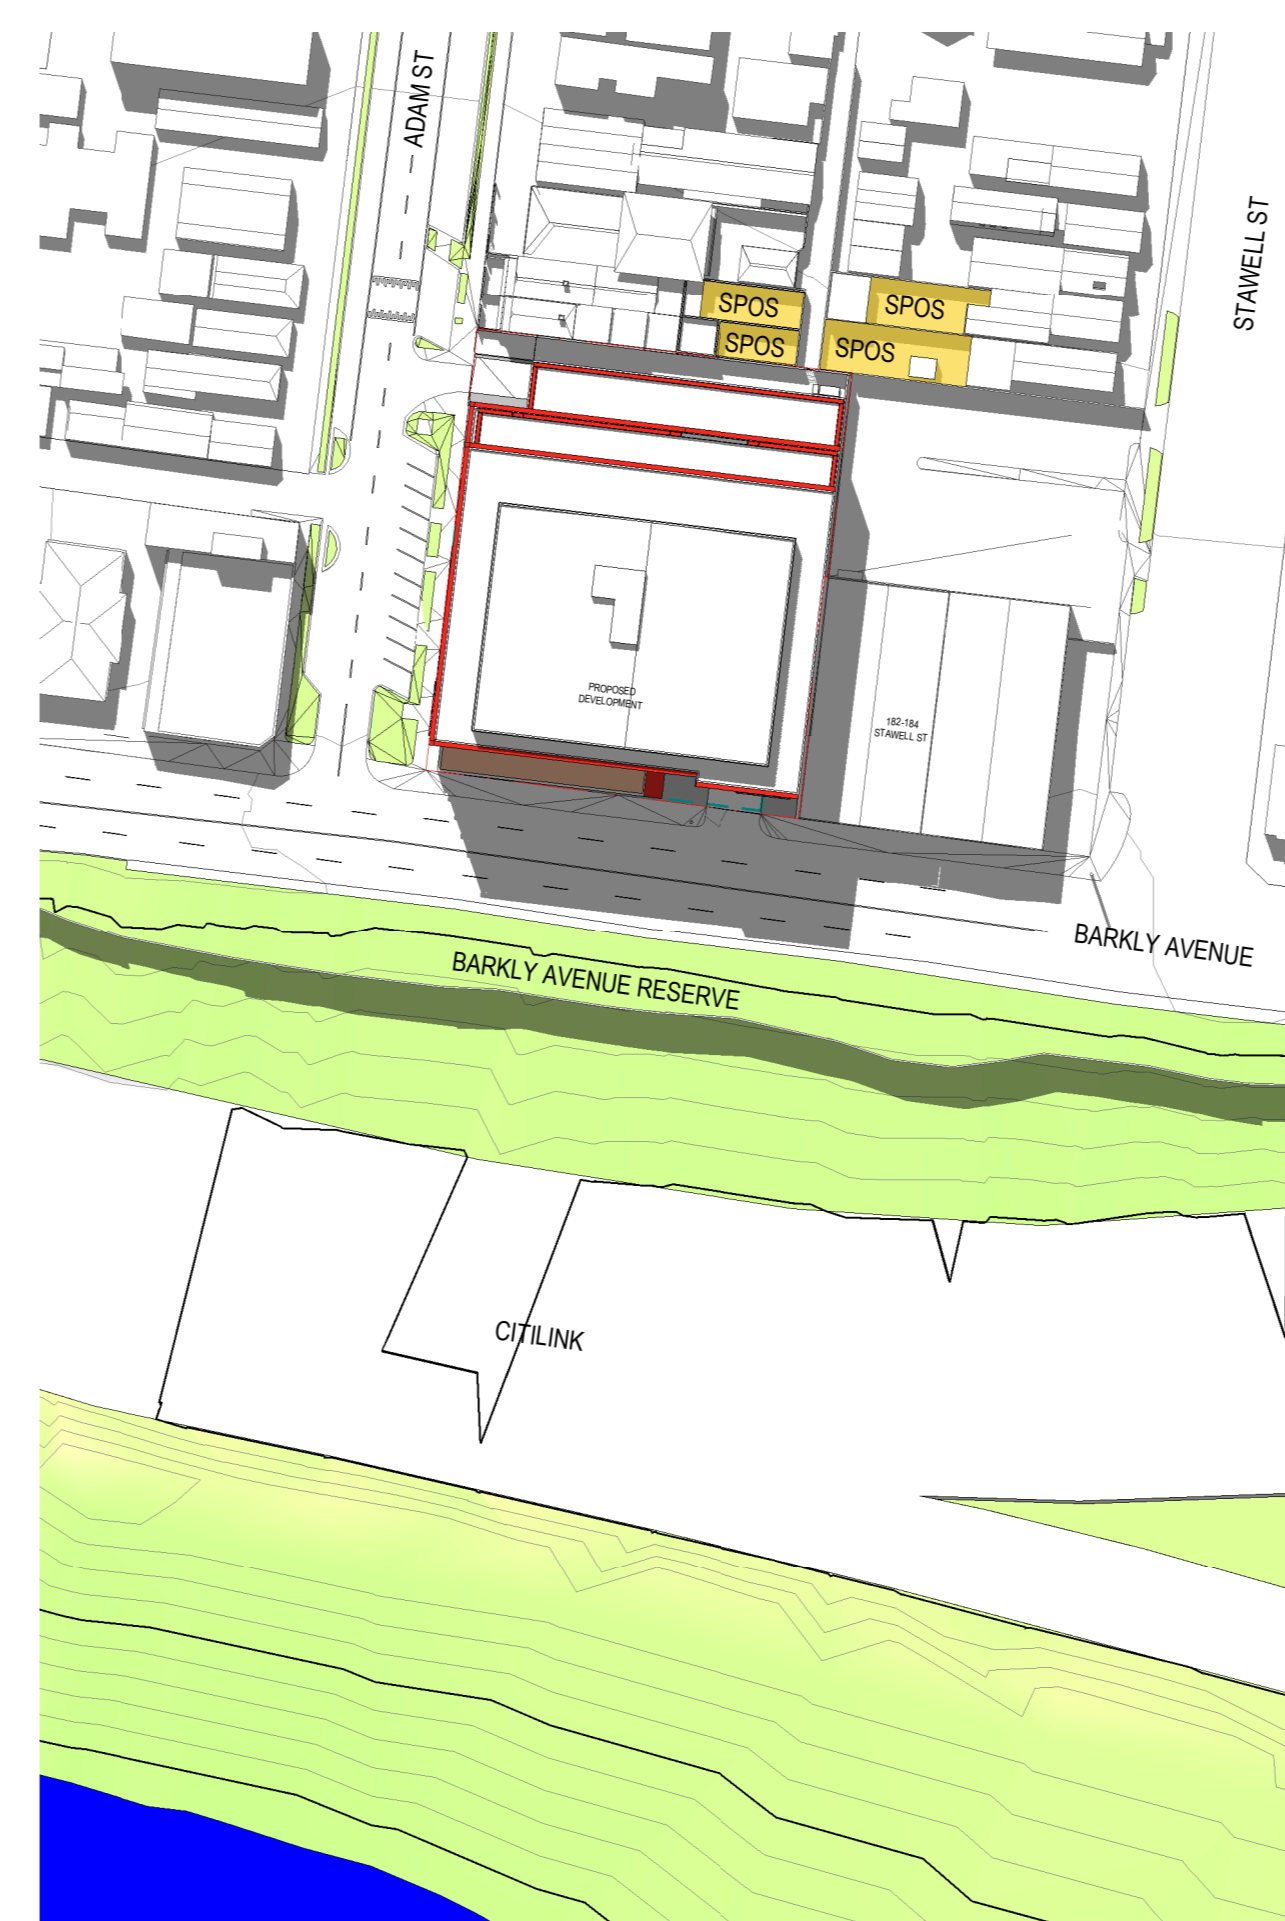 ADAM ST
STAWELL ST
SPOS
SPOS
SPOS
SPOS
PROPOSED
DEVELOPMENT
182-184
STAWELL ST
BARKLY AVENUE
BARKLY AVENUE RESERVE
CITILINK